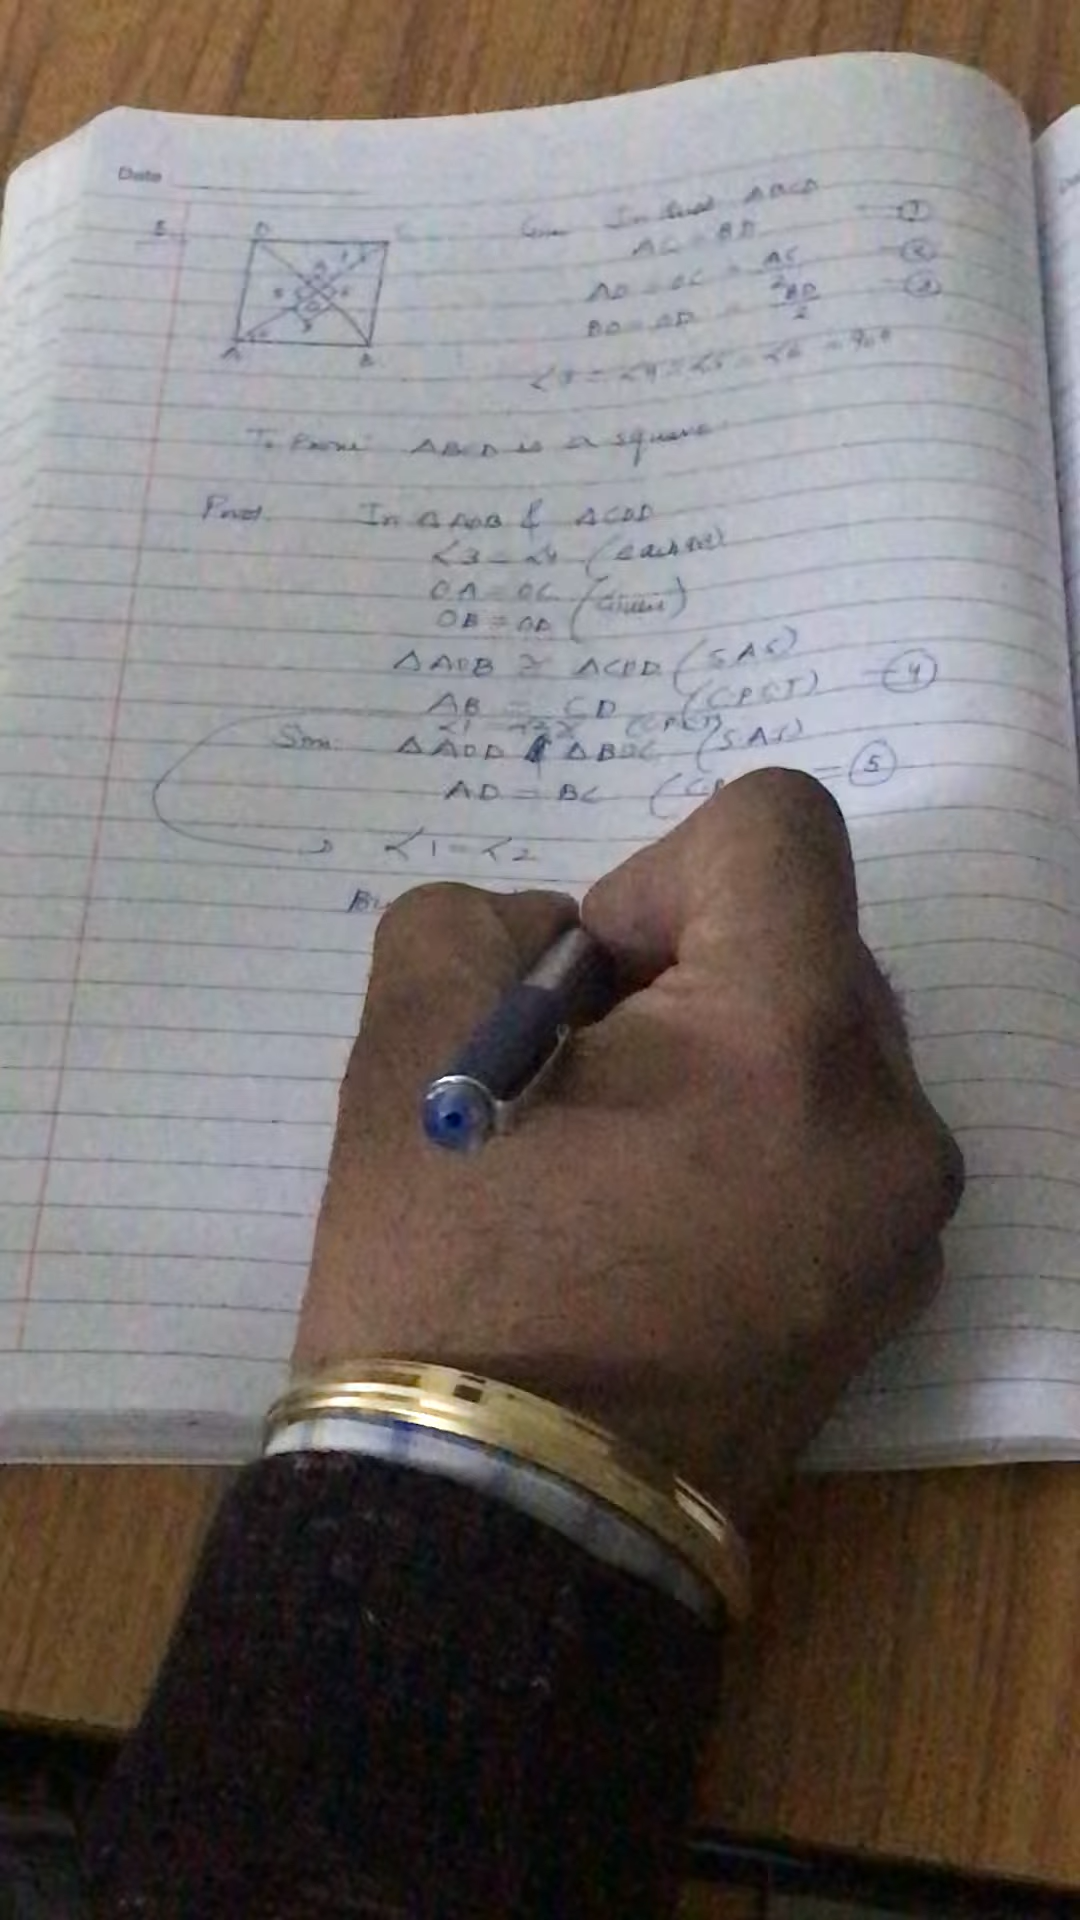 Date
5
D C
A B
Given In quad ABCD
AC = BD — 1
AO = OC = AC/2 — 2
BO = OD = BD/2 — 3
∠3 = ∠4 = ∠5 = ∠6 = 90°
To Prove: ABCD is a square
Proof In △AOB & △COD
∠3 = ∠4 (each 90)
OA = OC (Given)
OB = OD
△AOB ≅ △COD (SAS)
AB = CD (CPCT) — 4
∠1 = ∠2 (CPCT)
Sim △AOD △BOC (SAS)
AD = BC (CP = 5
→ ∠1 = ∠2